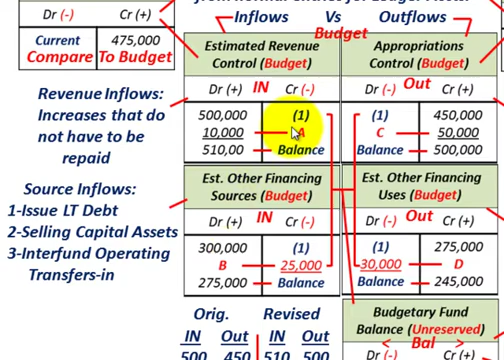 Inflows Vs Outflows
Budget
Dr (-) Cr (+)
Current 475,000
Compare To Budget
Estimated Revenue
Control (Budget)
Dr (+) IN Cr (-)
500,000 (1)
10,000 A
510,00 Balance
Appropriations
Control (Budget)
Dr (-) Out Cr (+)
(1) 450,000
C 50,000
Balance 500,000
Revenue Inflows:
Increases that do
not have to be
repaid
Source Inflows:
1-Issue LT Debt
2-Selling Capital Assets
3-Interfund Operating
Transfers-in
Est. Other Financing
Sources (Budget)
Dr (+) IN Cr (-)
300,000 (1)
B 25,000
275,000 Balance
Est. Other Financing
Uses (Budget)
Dr (-) Out Cr (+)
(1) 275,000
30,000 D
Balance 245,000
Orig. Revised
IN Out IN Out
500 450 510 500
Budgetary Fund
Balance (Unreserved)
< Bal >
Dr (-) Cr (+)